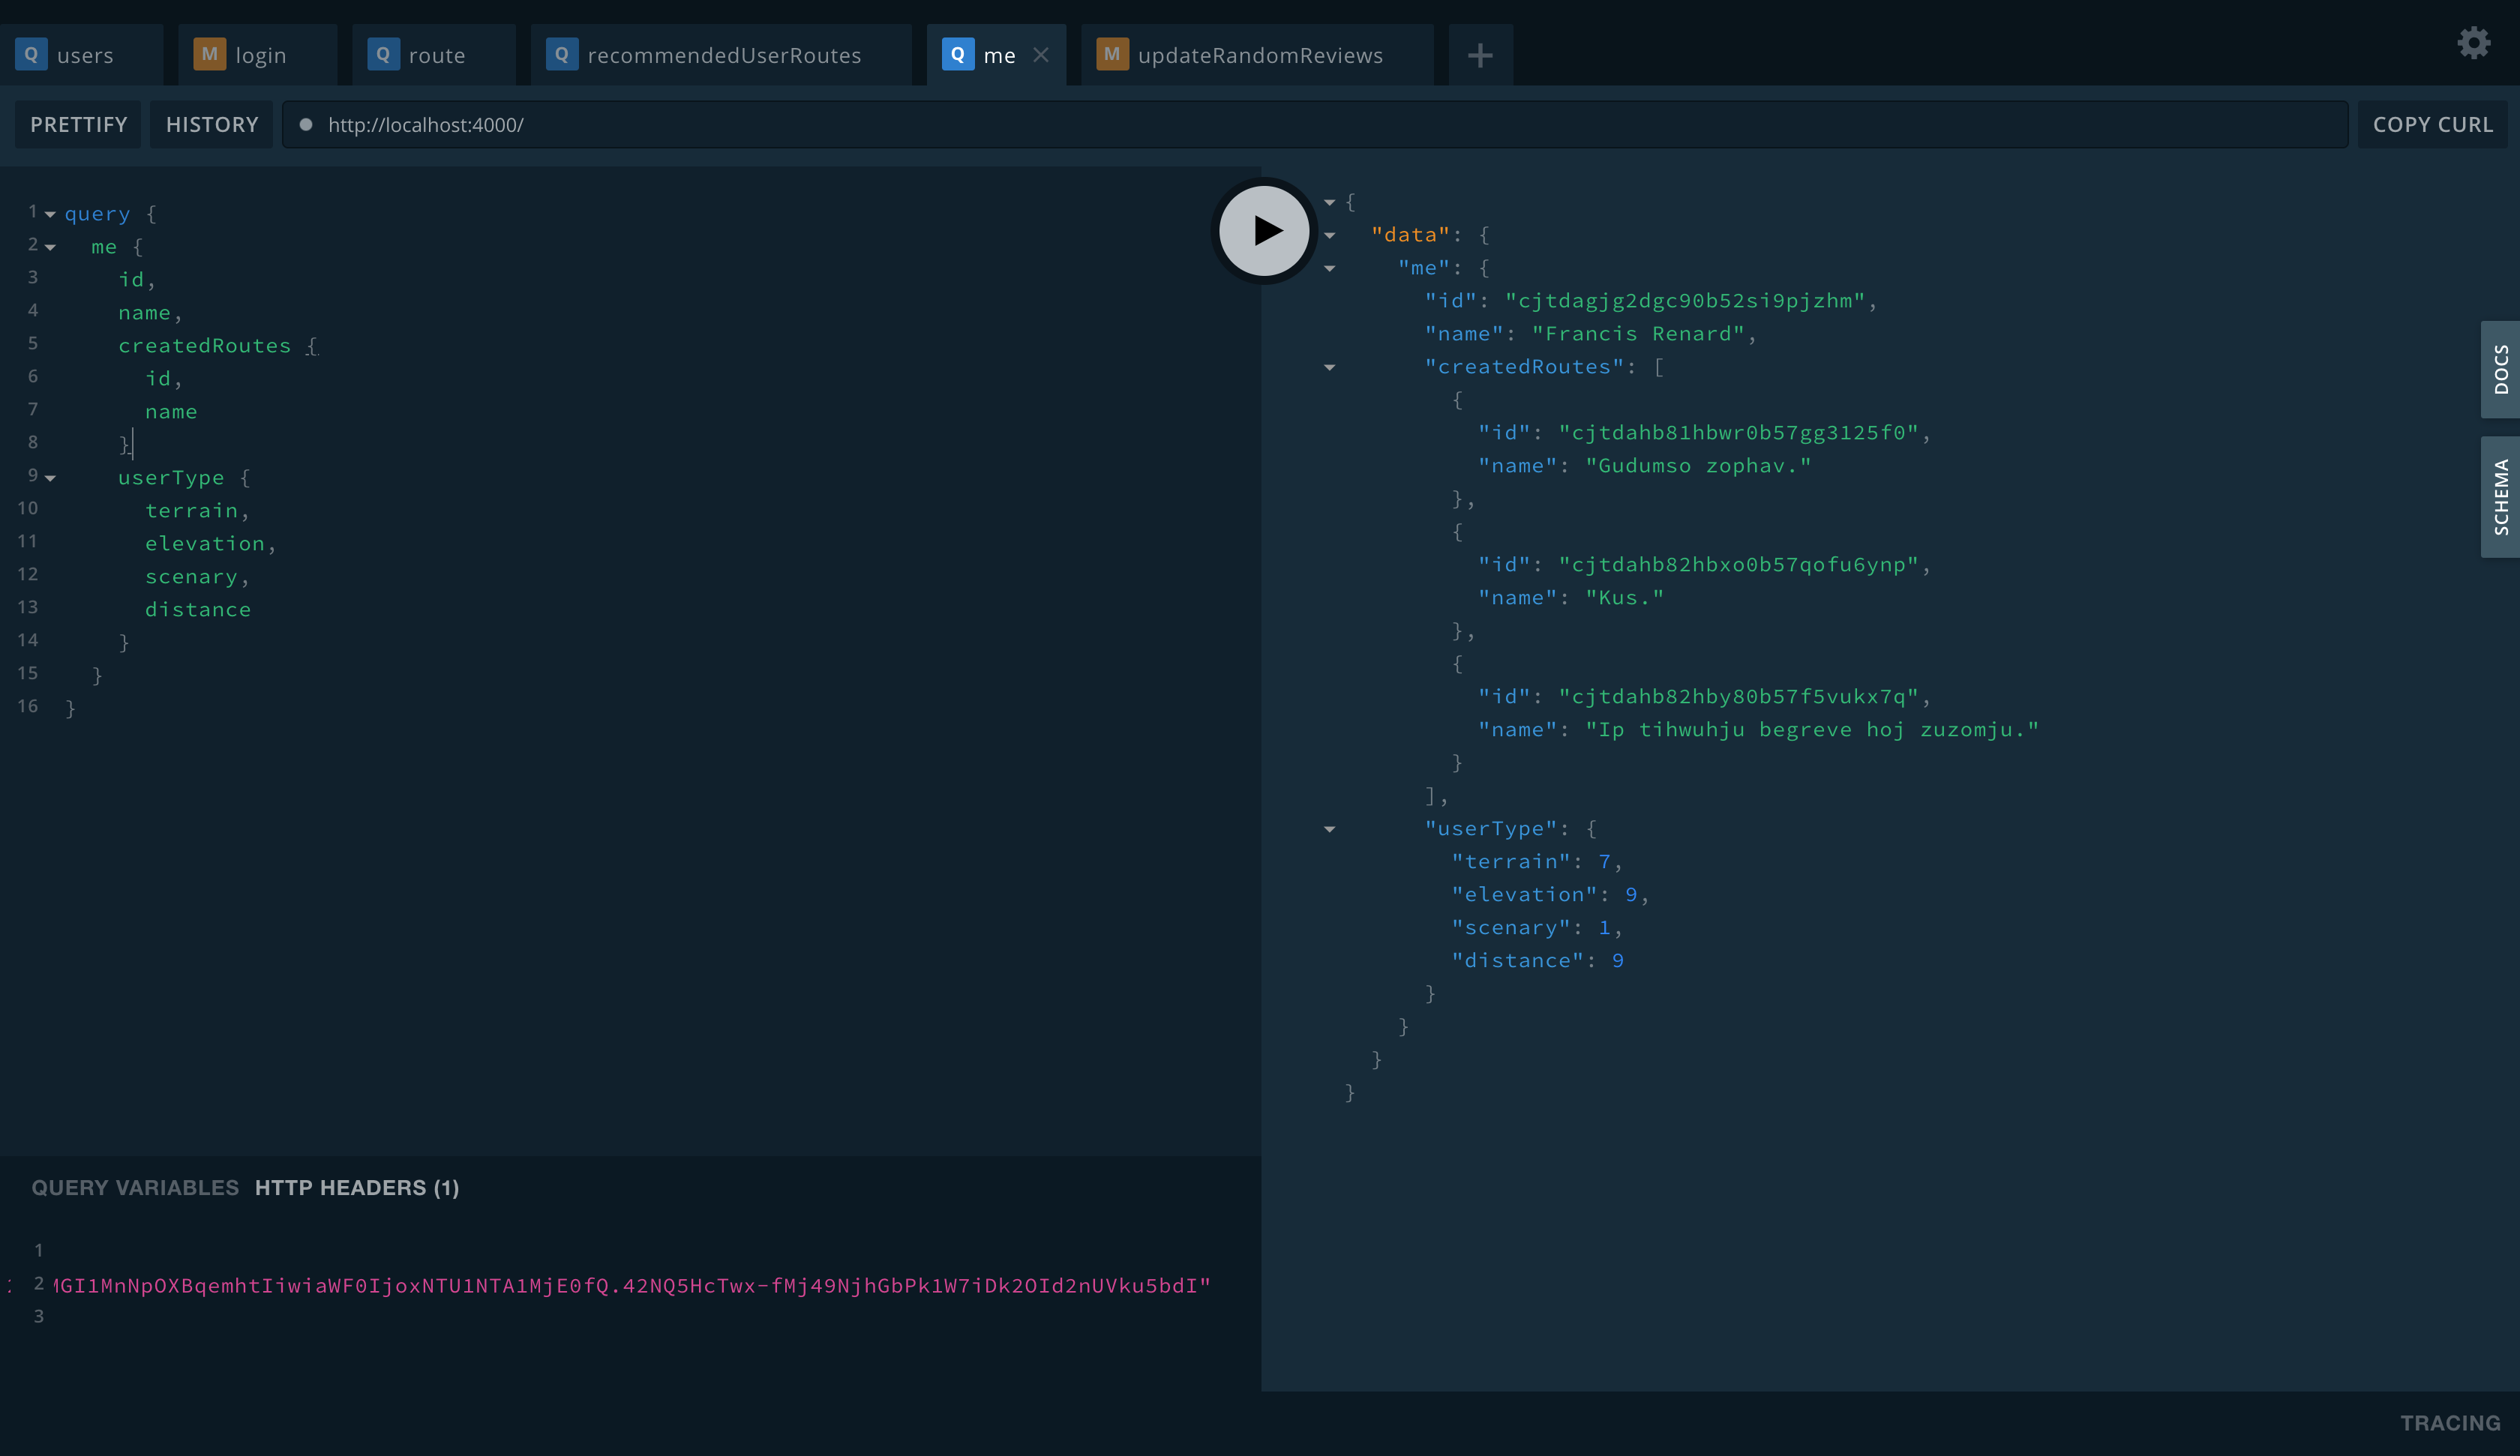 Q users M login Q route Q recommendedUserRoutes Q me M updateRandomReviews
PRETTIFY HISTORY http://localhost:4000/ COPY CURL
1 query {
2 me {
3 id,
4 name,
5 createdRoutes {
6 id,
7 name
8 }
9 userType {
10 terrain,
11 elevation,
12 scenary,
13 distance
14 }
15 }
16 }
{
"data": {
"me": {
"id": "cjtdagjg2dgc90b52si9pjzhm",
"name": "Francis Renard",
"createdRoutes": [
{
"id": "cjtdahb81hbwr0b57gg3125f0",
"name": "Gudumso zophav."
},
{
"id": "cjtdahb82hbxo0b57qofu6ynp",
"name": "Kus."
},
{
"id": "cjtdahb82hby80b57f5vukx7q",
"name": "Ip tihwuhju begreve hoj zuzomju."
}
],
"userType": {
"terrain": 7,
"elevation": 9,
"scenary": 1,
"distance": 9
}
}
}
}
DOCS
SCHEMA
QUERY VARIABLES HTTP HEADERS (1)
1
2 MGI1MnNpOXBqemhtIiwiaWF0IjoxNTU1NTA1MjE0fQ.42NQ5HcTwx-fMj49NjhGbPk1W7iDk2OId2nUVku5bdI"
3
TRACING